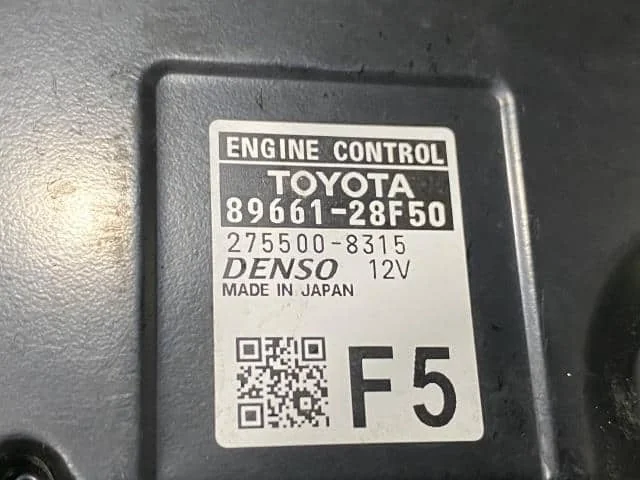 ENGINE CONTROL
TOYOTA
89661-28F50
275500-8315
DENSO 12V
MADE IN JAPAN
F5